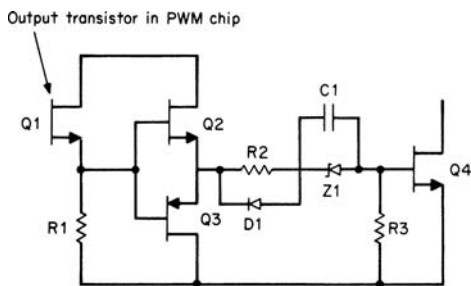 Output transistor in PWM chip
C1
Q1
Q2
R2
Q4
Z1
Q3
D1
R1
R3